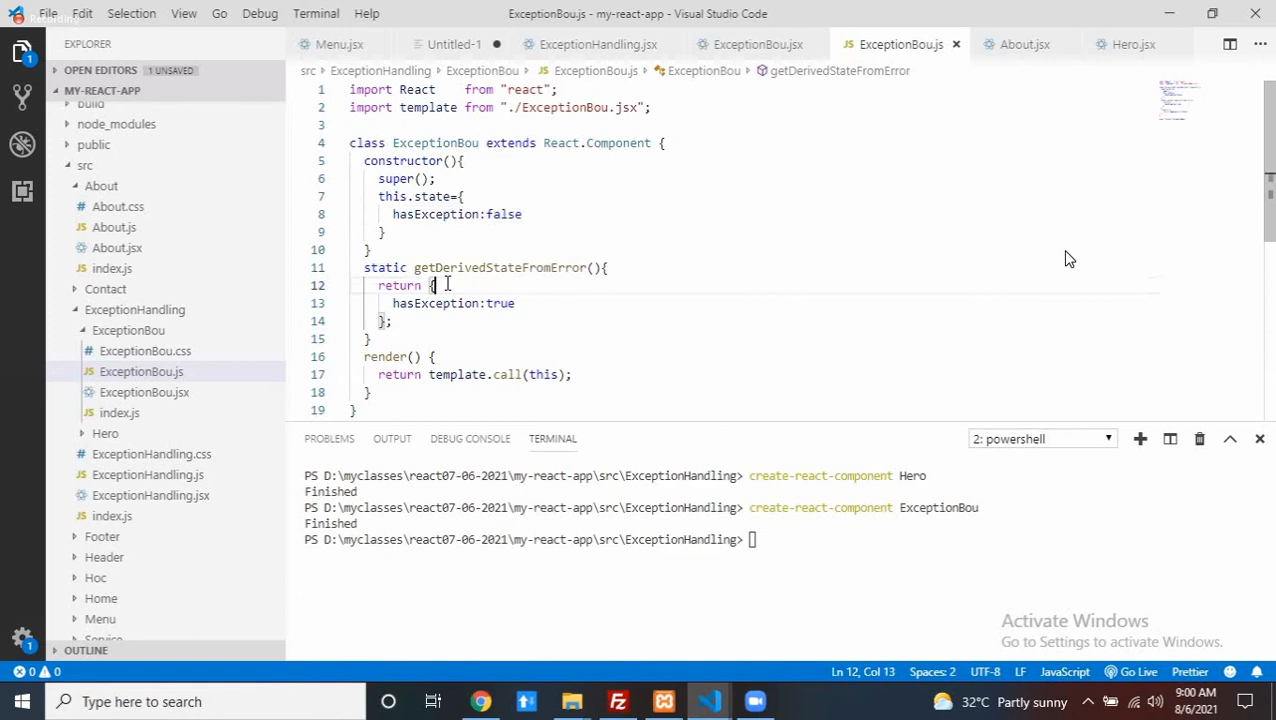 File Edit Selection View Go Debug Terminal Help ExceptionBou.js - my-react-app - Visual Studio Code
Recording
EXPLORER
OPEN EDITORS 1 UNSAVED
MY-REACT-APP
build
node_modules
public
src
About
About.css
About.js
About.jsx
index.js
Contact
ExceptionHandling
ExceptionBou
ExceptionBou.css
ExceptionBou.js
ExceptionBou.jsx
index.js
Hero
ExceptionHandling.css
ExceptionHandling.js
ExceptionHandling.jsx
index.js
Footer
Header
Hoc
Home
Menu
Service
OUTLINE
Menu.jsx Untitled-1 ExceptionHandling.jsx ExceptionBou.jsx ExceptionBou.js About.jsx Hero.jsx
src ExceptionHandling ExceptionBou ExceptionBou.js ExceptionBou getDerivedStateFromError
1 import React from "react";
2 import template from "./ExceptionBou.jsx";
3
4 class ExceptionBou extends React.Component {
5 constructor(){
6 super();
7 this.state={
8 hasException:false
9 }
10 }
11 static getDerivedStateFromError(){
12 return {
13 hasException:true
14 };
15 }
16 render() {
17 return template.call(this);
18 }
19 }
PROBLEMS OUTPUT DEBUG CONSOLE TERMINAL 2: powershell
PS D:\myclasses\react07-06-2021\my-react-app\src\ExceptionHandling> create-react-component Hero
Finished
PS D:\myclasses\react07-06-2021\my-react-app\src\ExceptionHandling> create-react-component ExceptionBou
Finished
PS D:\myclasses\react07-06-2021\my-react-app\src\ExceptionHandling>
Activate Windows
Go to Settings to activate Windows.
0 0 Ln 12, Col 13 Spaces: 2 UTF-8 LF JavaScript Go Live Prettier
Type here to search 32°C Partly sunny 9:00 AM
8/6/2021